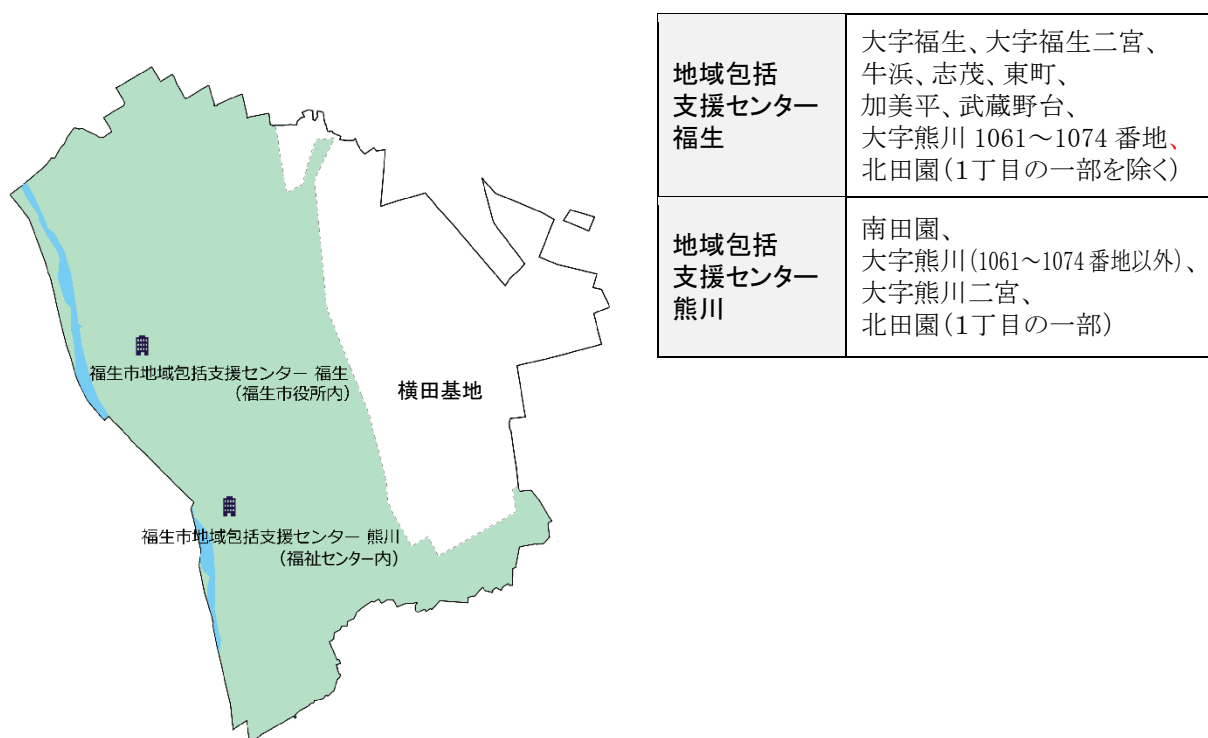 福生市地域包括支援センター 福生
(福生市役所内)
横田基地
福生市地域包括支援センター 熊川
(福祉センター内)
地域包括
支援センター
福生
大字福生、大字福生二宮、
牛浜、志茂、東町、
加美平、武蔵野台、
大字熊川 1061～1074 番地、
北田園(１丁目の一部を除く)
地域包括
支援センター
熊川
南田園、
大字熊川(1061～1074 番地以外)、
大字熊川二宮、
北田園(１丁目の一部)